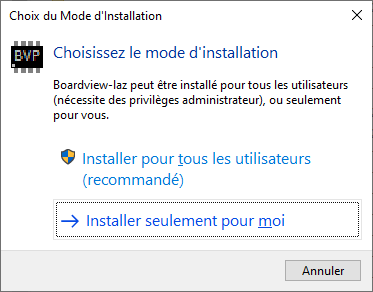 Choix du Mode d'Installation
BVP
Choisissez le mode d'installation
Boardview-laz peut être installé pour tous les utilisateurs
(nécessite des privilèges administrateur), ou seulement
pour vous.
Installer pour tous les utilisateurs
(recommandé)
Installer seulement pour moi
Annuler